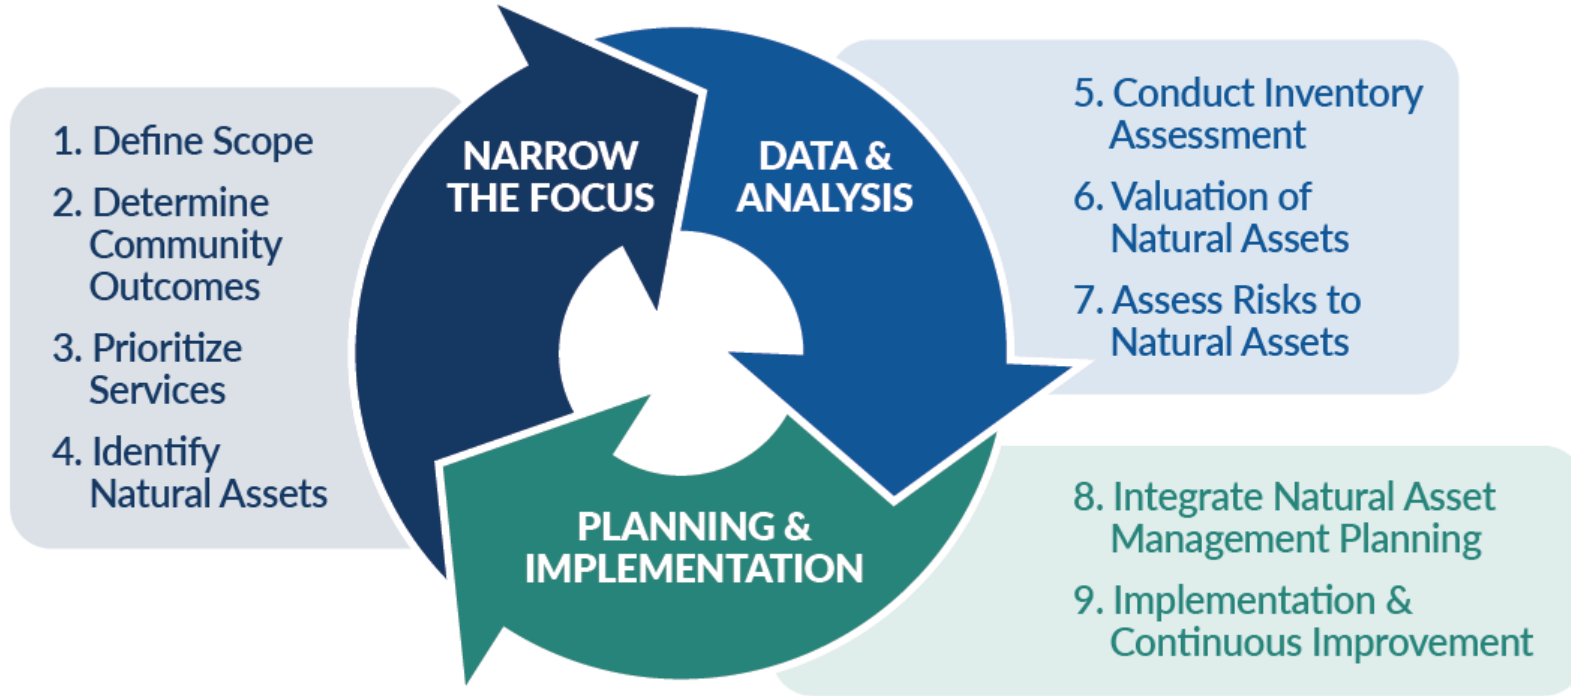 NARROW
THE FOCUS
1. Define Scope
2. Determine
Community
Outcomes
3. Prioritize
Services
4. Identify
Natural Assets
DATA &
ANALYSIS
5. Conduct Inventory
Assessment
6. Valuation of
Natural Assets
7. Assess Risks to
Natural Assets
PLANNING &
IMPLEMENTATION
8. Integrate Natural Asset
Management Planning
9. Implementation &
Continuous Improvement